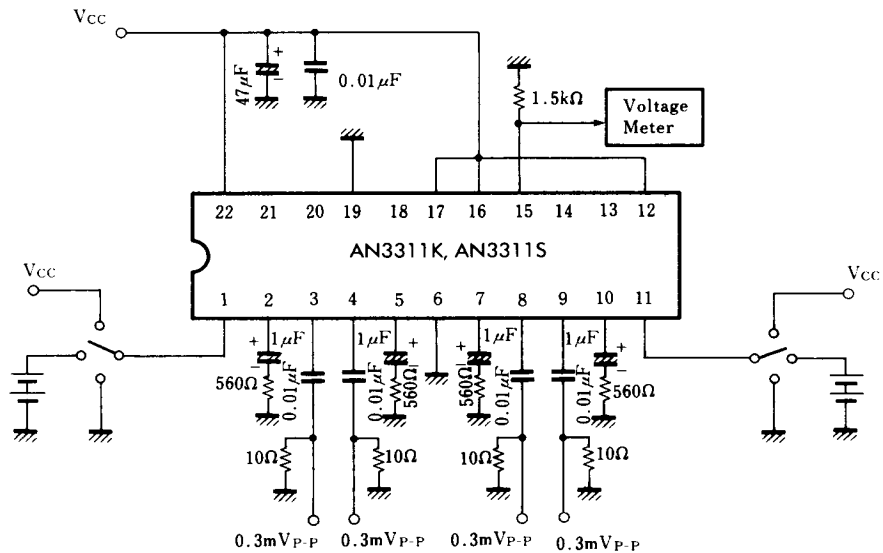 VCC
47μF
+
−
0.01μF
1.5kΩ
Voltage
Meter
22 21 20 19 18 17 16 15 14 13 12
AN3311K, AN3311S
1 2 3 4 5 6 7 8 9 10 11
VCC
VCC
+ 1μF − 560Ω
0.01μF
1μF + −
0.01μF 560Ω
+ 1μF − 560Ω
0.01μF
1μF + −
0.01μF 560Ω
10Ω 10Ω 10Ω 10Ω
0.3mVP-P 0.3mVP-P 0.3mVP-P 0.3mVP-P